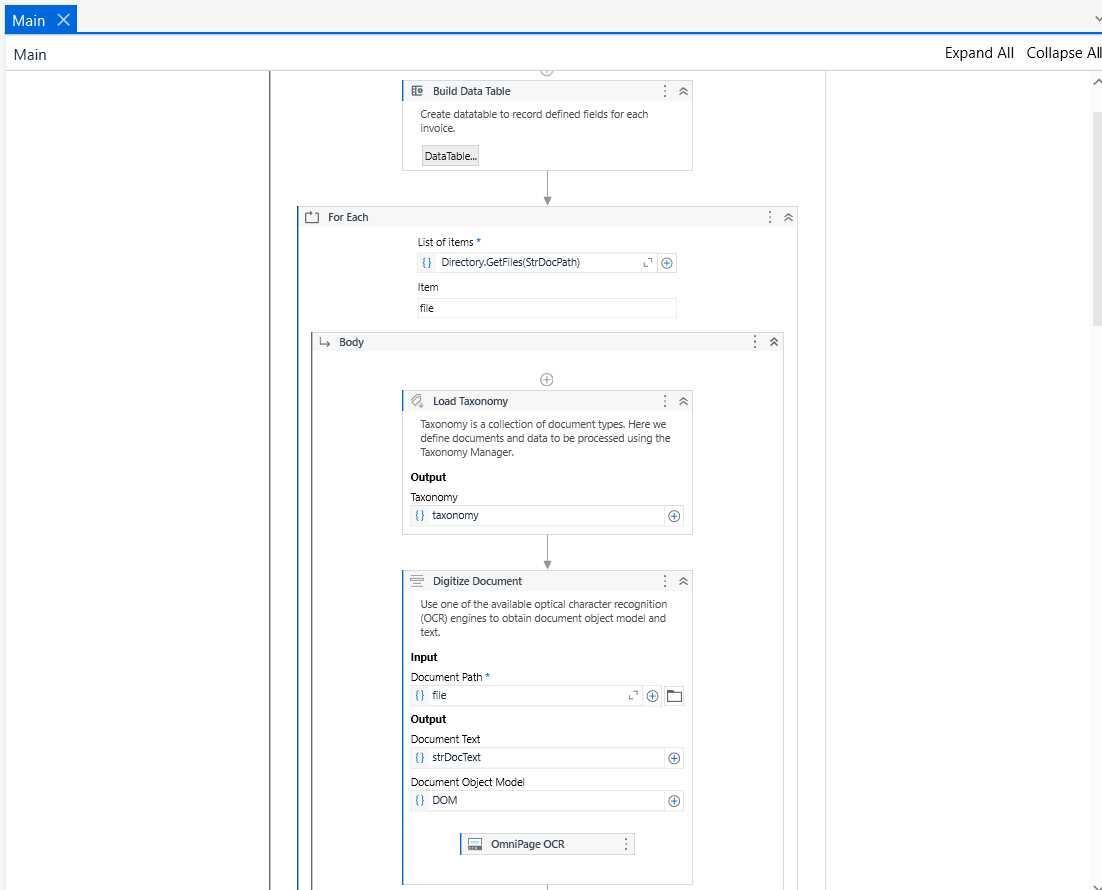 Main
Main
Expand All Collapse All
Build Data Table
Create datatable to record defined fields for each
invoice.
DataTable...
For Each
List of items *
{} Directory.GetFiles(StrDocPath)
Item
file
Body
Load Taxonomy
Taxonomy is a collection of document types. Here we
define documents and data to be processed using the
Taxonomy Manager.
Output
Taxonomy
{} taxonomy
Digitize Document
Use one of the available optical character recognition
(OCR) engines to obtain document object model and
text.
Input
Document Path *
{} file
Output
Document Text
{} strDocText
Document Object Model
{} DOM
OmniPage OCR